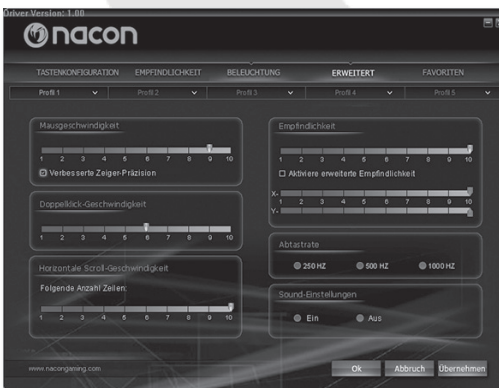 Driver Version: 1.00
nacon
TASTENKONFIGURATION EMPFINDLICHKEIT BELEUCHTUNG ERWEITERT FAVORITEN
Profil 1 Profil 2 Profil 3 Profil 4 Profil 5
Mausgeschwindigkeit
1 2 3 4 5 6 7 8 9 10
Verbesserte Zeiger-Präzision
Doppelklick-Geschwindigkeit
1 2 3 4 5 6 7 8 9 10
Horizontale Scroll-Geschwindigkeit
Folgende Anzahl Zeilen:
1 2 3 4 5 6 7 8 9 10
Empfindlichkeit
1 2 3 4 5 6 7 8 9 10
Aktiviere erweiterte Empfindlichkeit
X-
1 2 3 4 5 6 7 8 9 10
Y-
Abtastrate
250 HZ 500 HZ 1000 HZ
Sound-Einstellungen
Ein Aus
www.nacongaming.com
Ok Abbruch Übernehmen